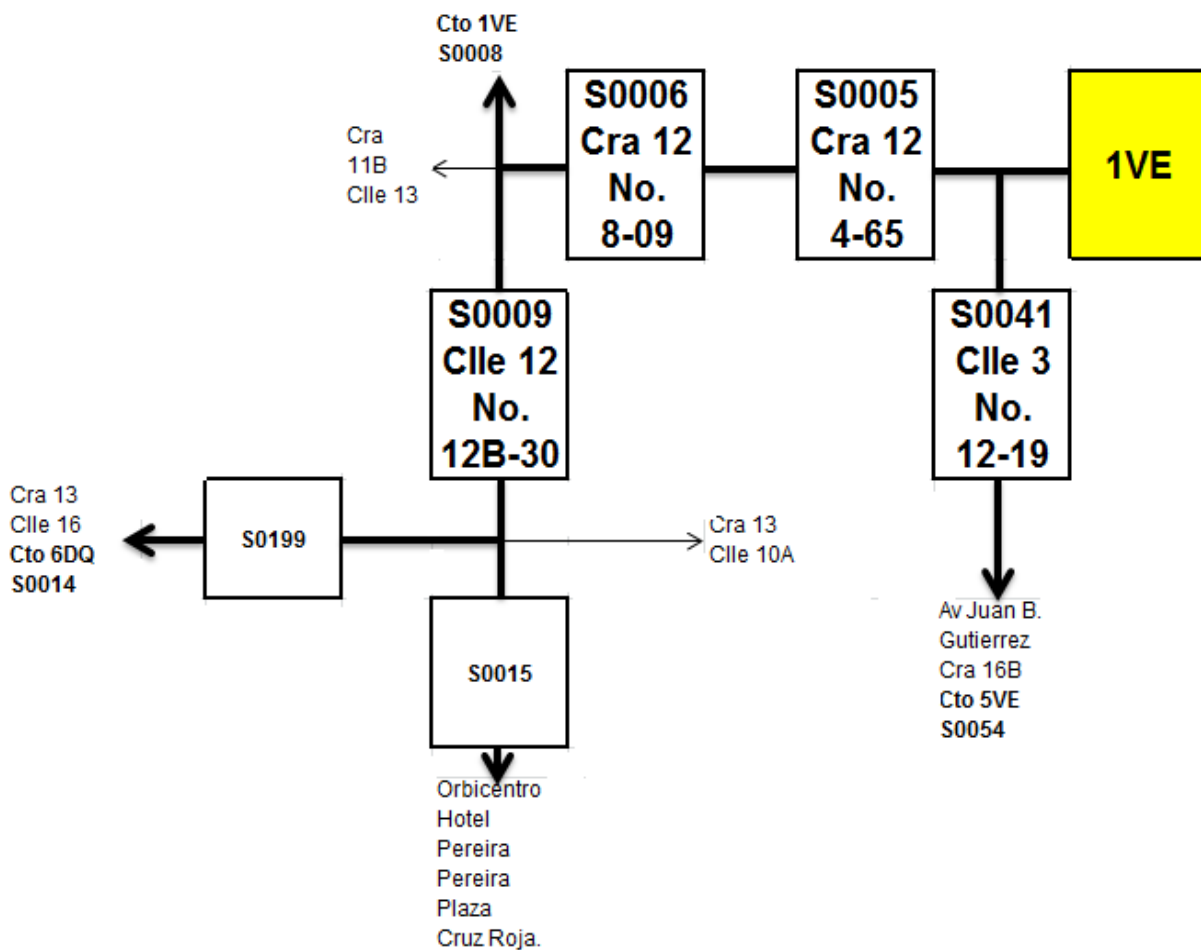 Cto 1VE
S0008
S0006
Cra 12
No.
8-09
S0005
Cra 12
No.
4-65
1VE
Cra
11B
Clle 13
S0009
Clle 12
No.
12B-30
S0041
Clle 3
No.
12-19
Cra 13
Clle 16
Cto 6DQ
S0014
S0199
Cra 13
Clle 10A
S0015
Av Juan B.
Gutierrez
Cra 16B
Cto 5VE
S0054
Orbicentro
Hotel
Pereira
Pereira
Plaza
Cruz Roja.